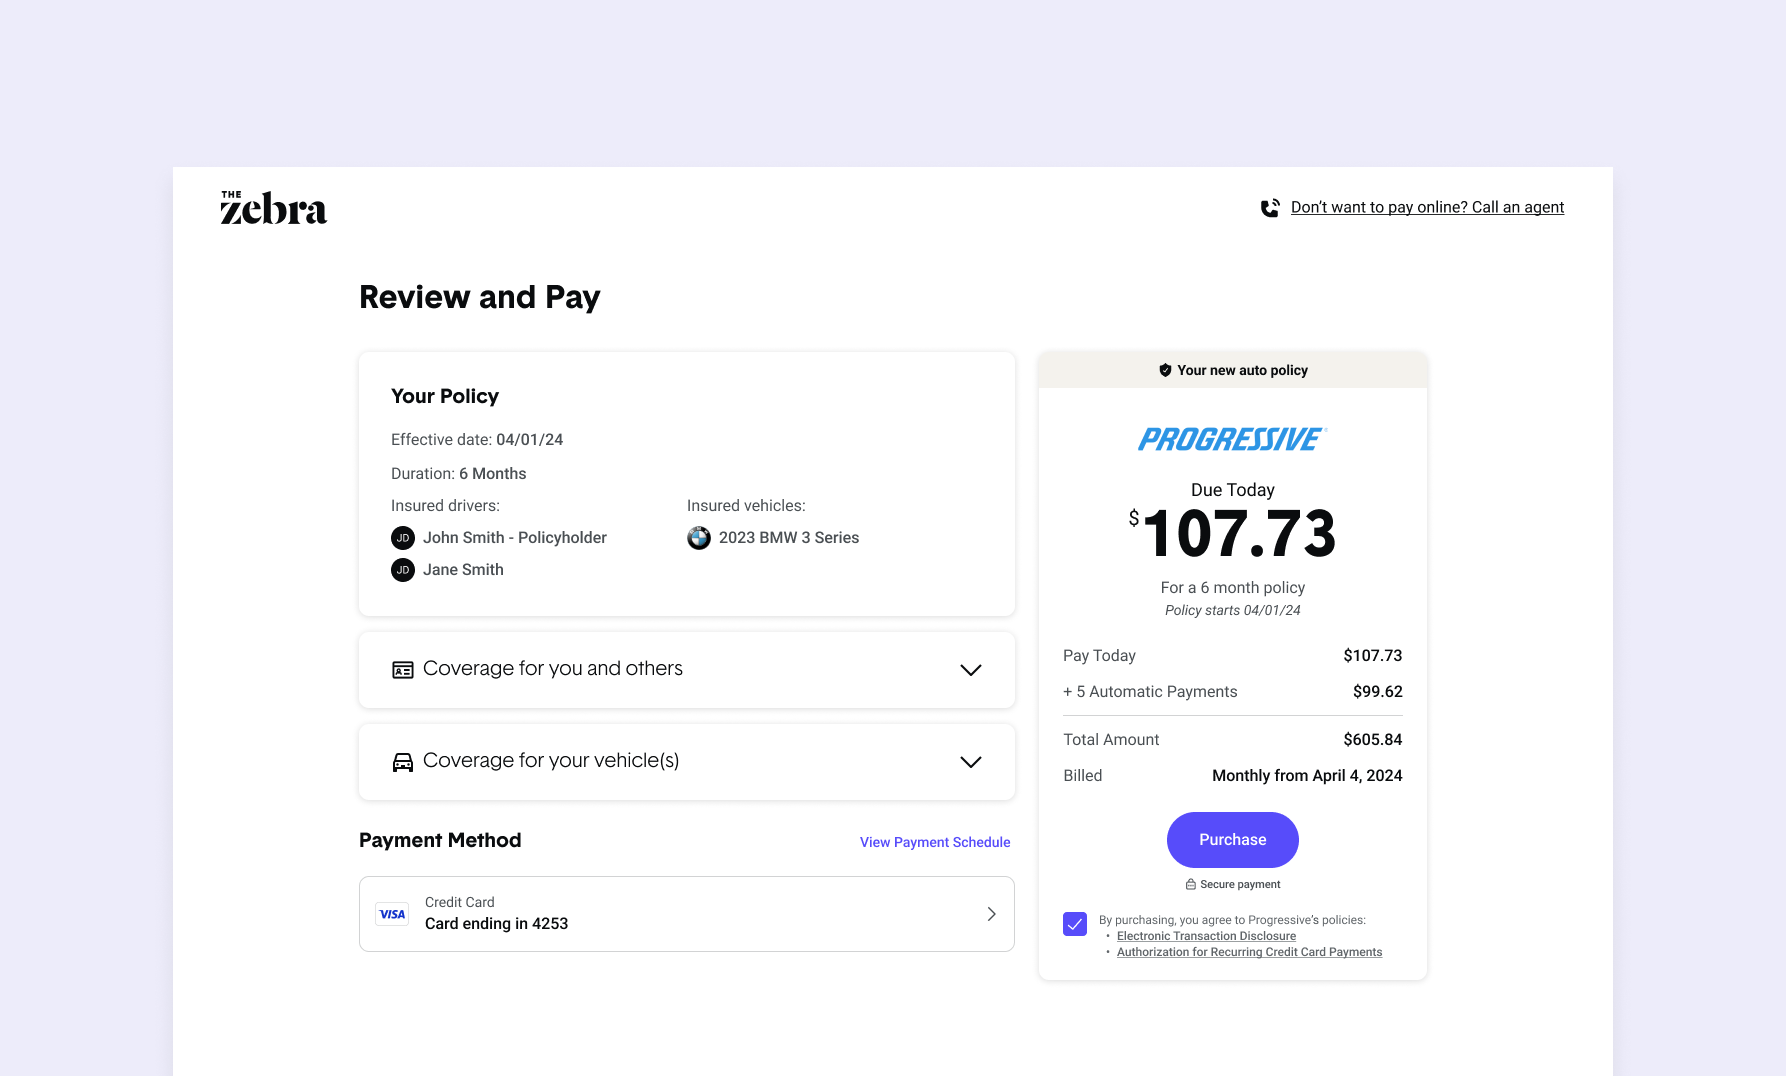 THE
zebra
Don't want to pay online? Call an agent
Review and Pay
Your Policy
Effective date: 04/01/24
Duration: 6 Months
Insured drivers:
JD John Smith - Policyholder
JD Jane Smith
Insured vehicles:
2023 BMW 3 Series
Coverage for you and others
Coverage for your vehicle(s)
Payment Method
View Payment Schedule
VISA
Credit Card
Card ending in 4253
Your new auto policy
PROGRESSIVE
Due Today
$107.73
For a 6 month policy
Policy starts 04/01/24
Pay Today $107.73
+ 5 Automatic Payments $99.62
Total Amount $605.84
Billed Monthly from April 4, 2024
Purchase
Secure payment
By purchasing, you agree to Progressive's policies:
• Electronic Transaction Disclosure
• Authorization for Recurring Credit Card Payments